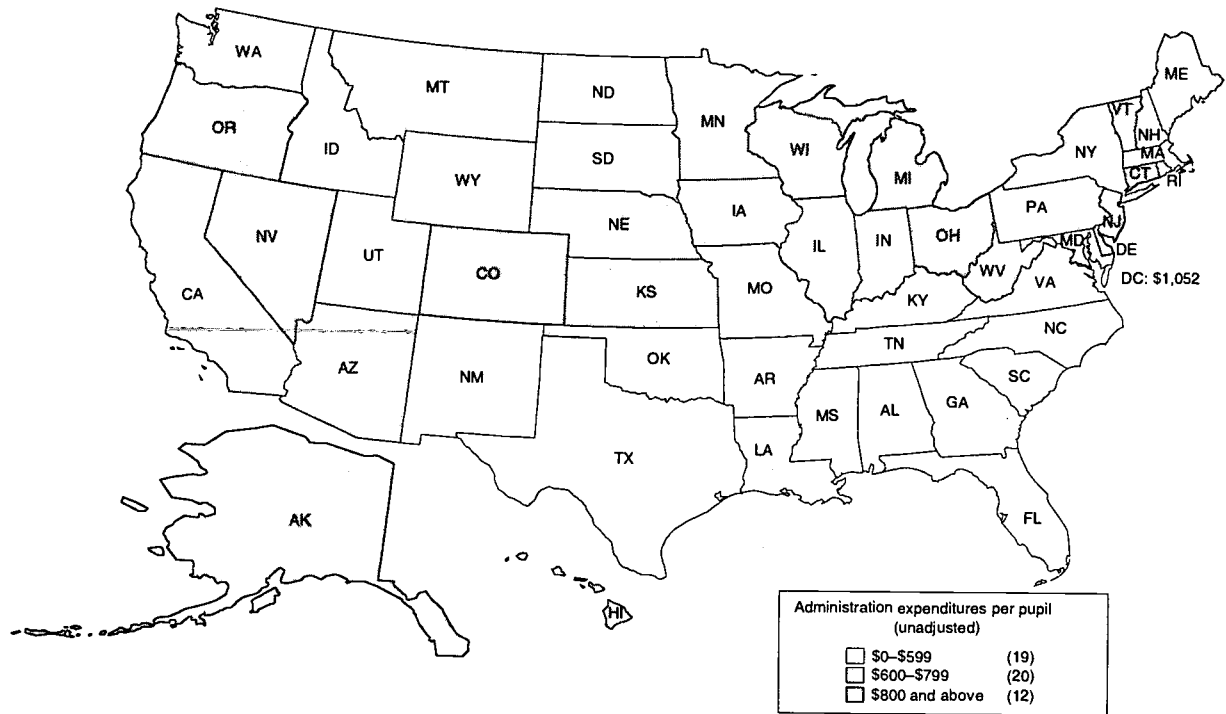 WA
MT
ND
MN
ME
VT
NH
OR
ID
SD
WI
MI
NY
MA
CT
RI
WY
IA
PA
NE
NV
UT
CO
IL
IN
OH
NJ
MD
DE
WV
VA
DC: $1,052
CA
KS
MO
KY
NC
TN
AZ
NM
OK
AR
SC
MS
AL
GA
LA
TX
AK
FL
HI
Administration expenditures per pupil
(unadjusted)
$0–$599 (19)
$600–$799 (20)
$800 and above (12)